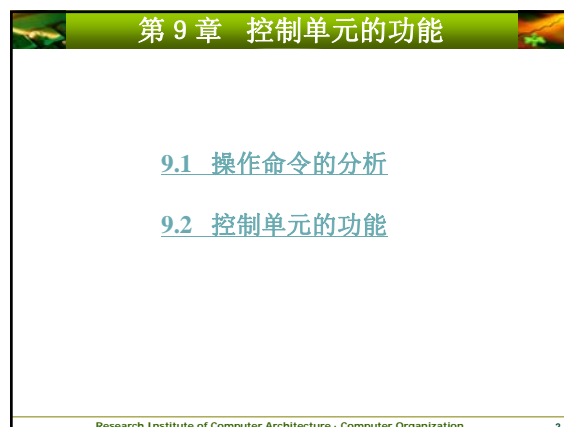 第 9 章 控制单元的功能
9.1 操作命令的分析
9.2 控制单元的功能
Research Institute of Computer Architecture - Computer Organization 2